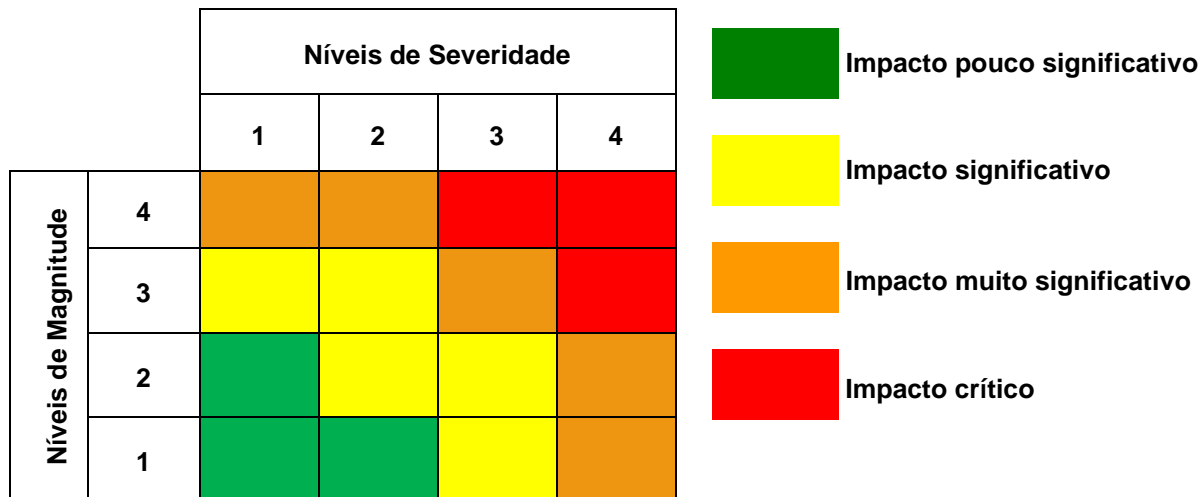 Níveis de Severidade
1 2 3 4
Níveis de Magnitude
4
3
2
1
Impacto pouco significativo
Impacto significativo
Impacto muito significativo
Impacto crítico